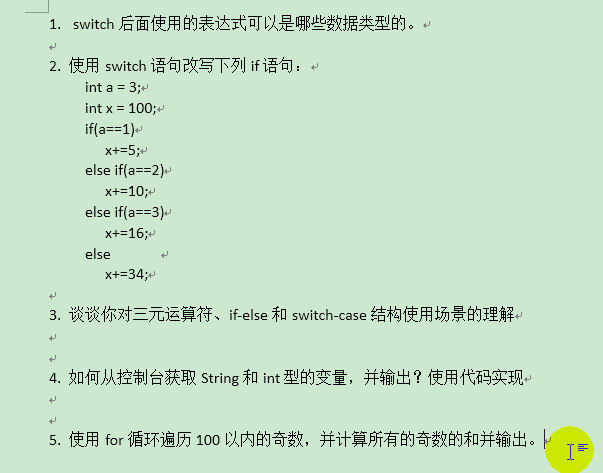 1. switch 后面使用的表达式可以是哪些数据类型的。
2. 使用 switch 语句改写下列 if 语句：
int a = 3;
int x = 100;
if(a==1)
x+=5;
else if(a==2)
x+=10;
else if(a==3)
x+=16;
else
x+=34;
3. 谈谈你对三元运算符、if-else 和 switch-case 结构使用场景的理解
4. 如何从控制台获取 String 和 int 型的变量，并输出？使用代码实现
5. 使用 for 循环遍历 100 以内的奇数，并计算所有的奇数的和并输出。